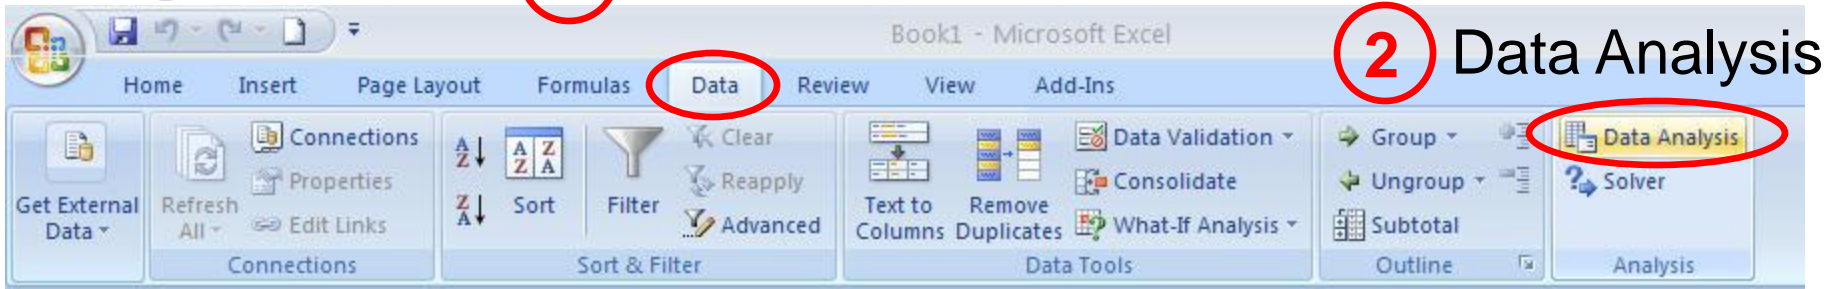 Book1 - Microsoft Excel
2 Data Analysis
Home Insert Page Layout Formulas Data Review View Add-Ins
Get External Data
Refresh All
Connections
Properties
Edit Links
Connections
A Z
Z A
A Z
Z A
Sort
Filter
Clear
Reapply
Advanced
Sort & Filter
Text to Columns
Remove Duplicates
Data Validation
Consolidate
What-If Analysis
Data Tools
Group
Ungroup
Subtotal
Outline
Data Analysis
Solver
Analysis